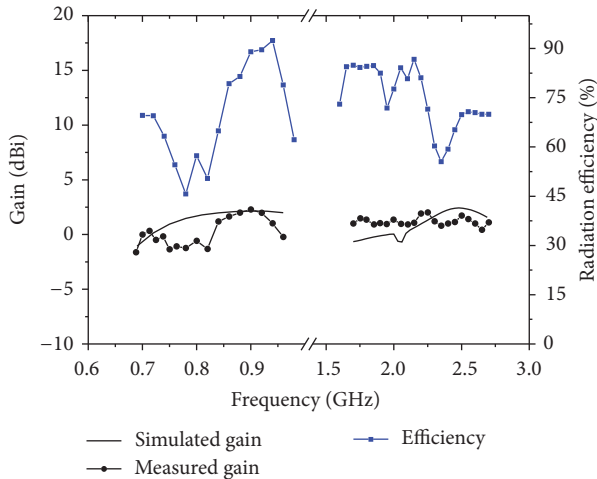 20
15
10
5
0
−5
−10
Gain (dBi)
90
75
60
45
30
15
0
Radiation efficiency (%)
0.6 0.7 0.8 0.9 1.5 2.0 2.5 3.0
Frequency (GHz)
Simulated gain
Measured gain
Efficiency